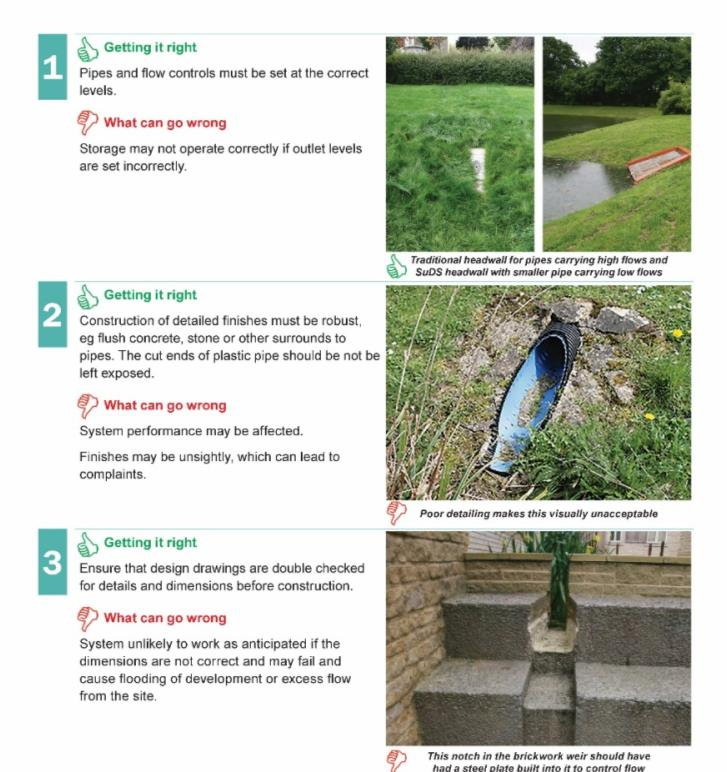 1
Getting it right
Pipes and flow controls must be set at the correct
levels.
What can go wrong
Storage may not operate correctly if outlet levels
are set incorrectly.
Traditional headwall for pipes carrying high flows and
SuDS headwall with smaller pipe carrying low flows
2
Getting it right
Construction of detailed finishes must be robust,
eg flush concrete, stone or other surrounds to
pipes. The cut ends of plastic pipe should be not be
left exposed.
What can go wrong
System performance may be affected.
Finishes may be unsightly, which can lead to
complaints.
Poor detailing makes this visually unacceptable
3
Getting it right
Ensure that design drawings are double checked
for details and dimensions before construction.
What can go wrong
System unlikely to work as anticipated if the
dimensions are not correct and may fail and
cause flooding of development or excess flow
from the site.
This notch in the brickwork weir should have
had a steel plate built into it to control flow